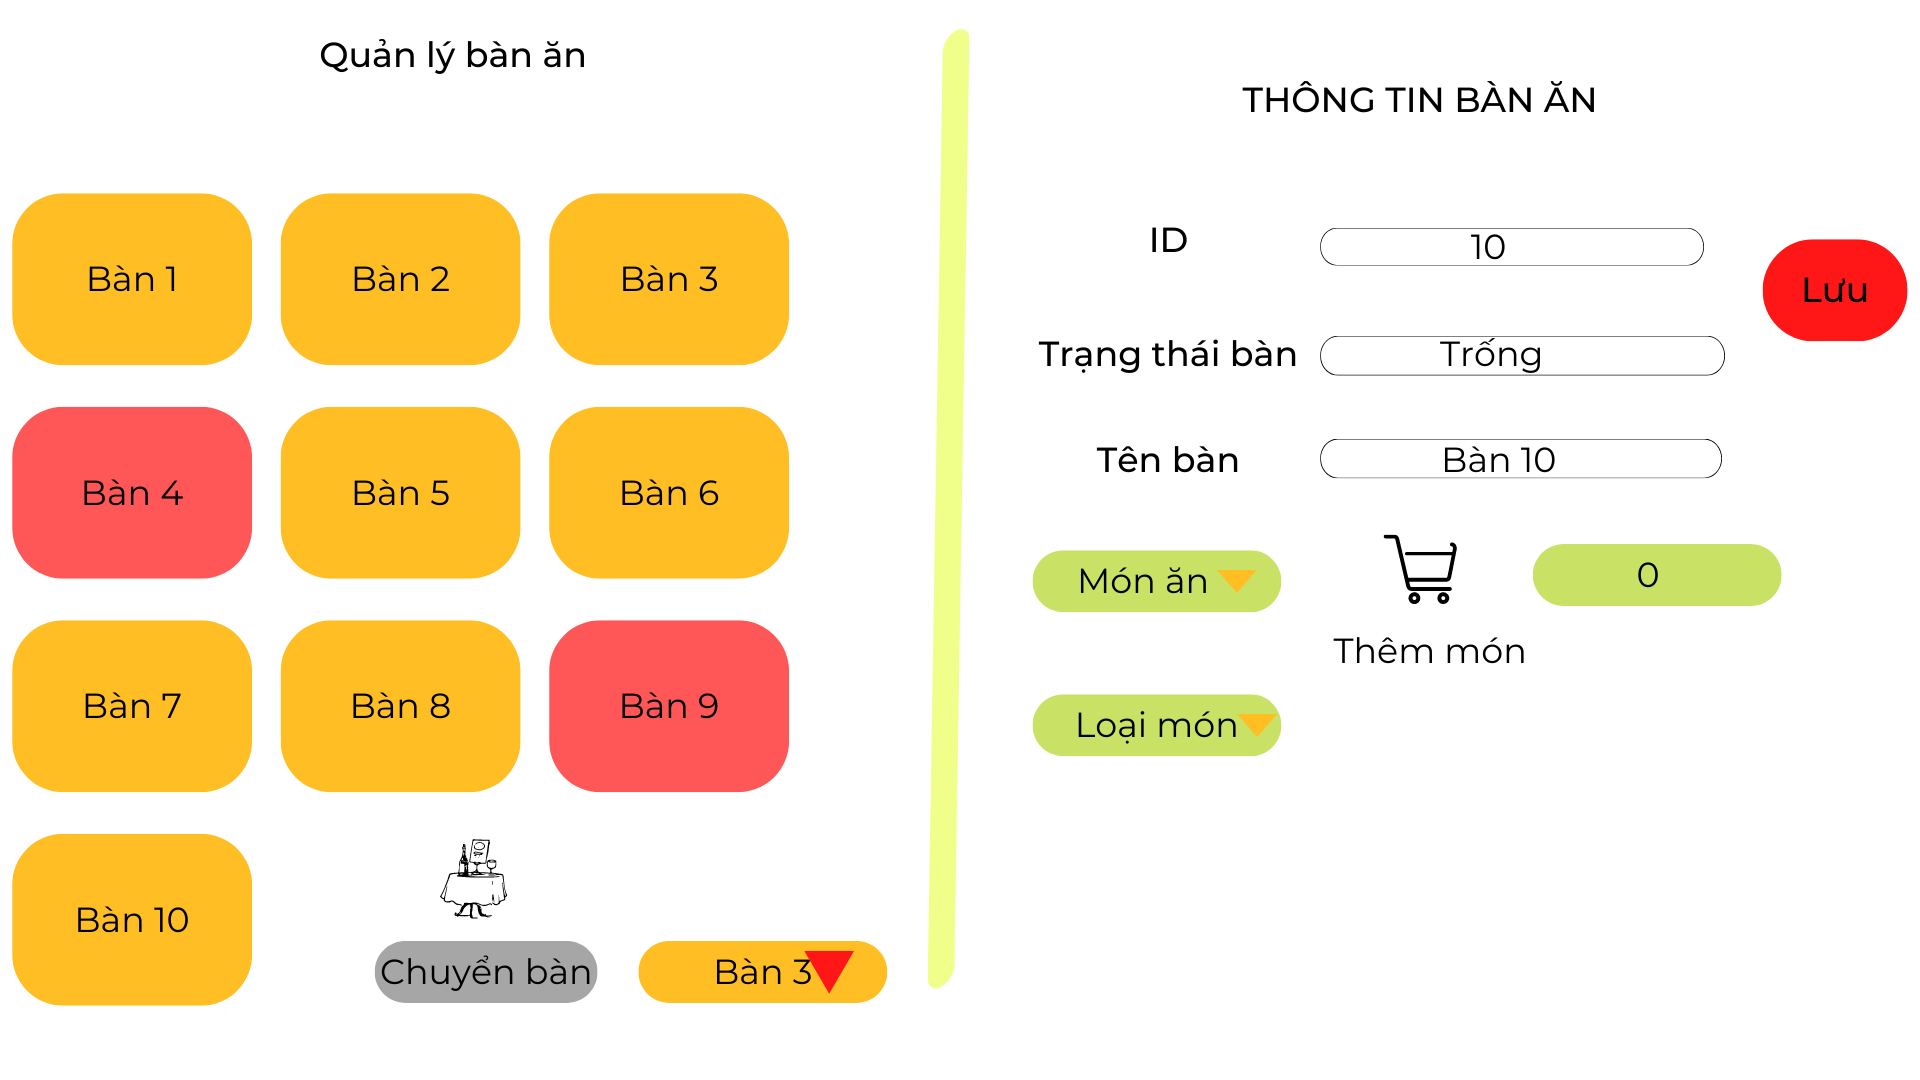 Quản lý bàn ăn
Bàn 1
Bàn 2
Bàn 3
Bàn 4
Bàn 5
Bàn 6
Bàn 7
Bàn 8
Bàn 9
Bàn 10
Chuyển bàn
Bàn 3
THÔNG TIN BÀN ĂN
ID
10
Lưu
Trạng thái bàn
Trống
Tên bàn
Bàn 10
Món ăn
0
Thêm món
Loại món